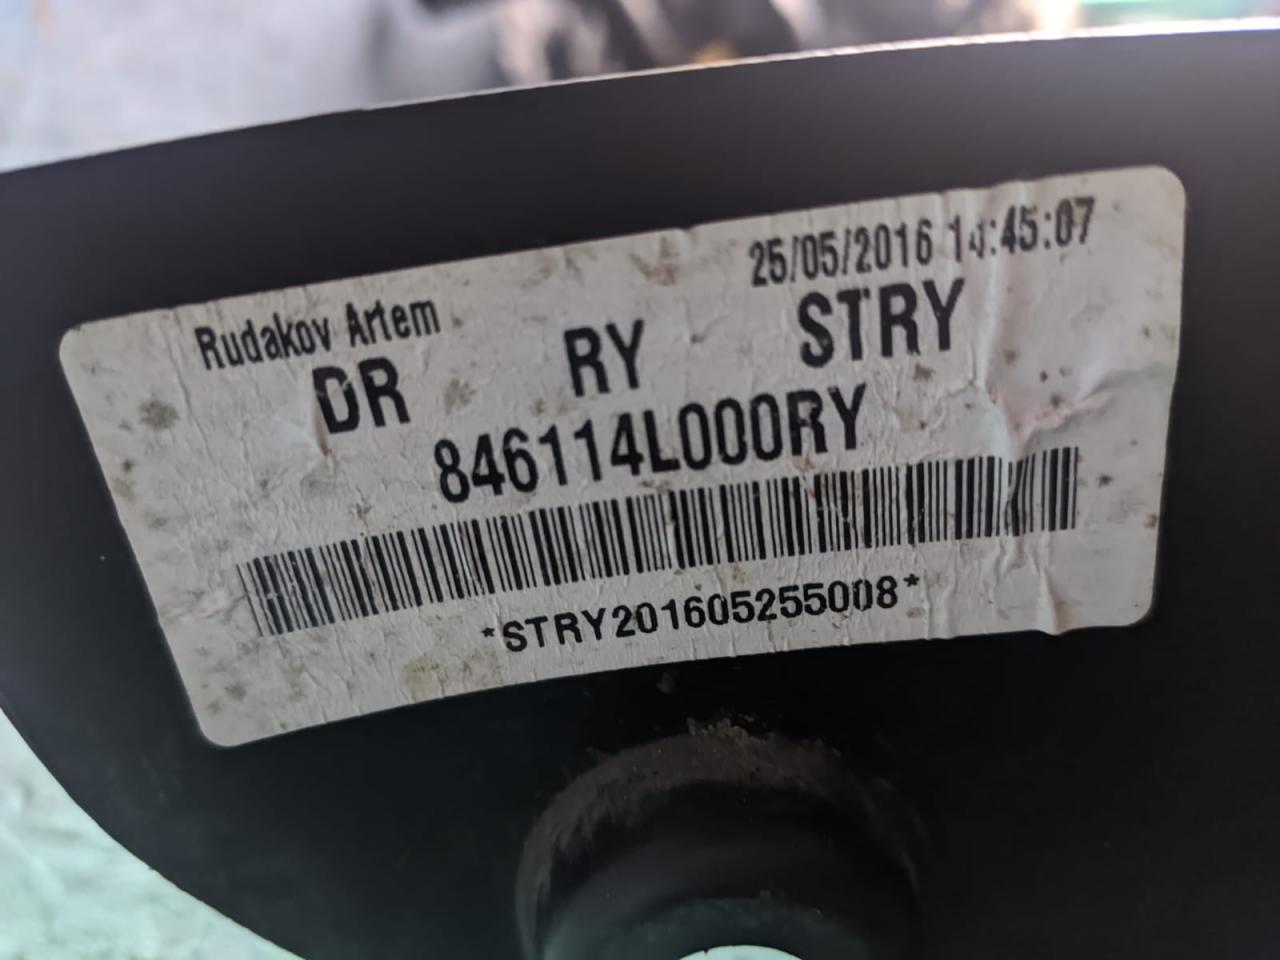 25/05/2016 14:45:07
Rudakov Artem
DR RY STRY
846114L000RY
*STRY201605255008*